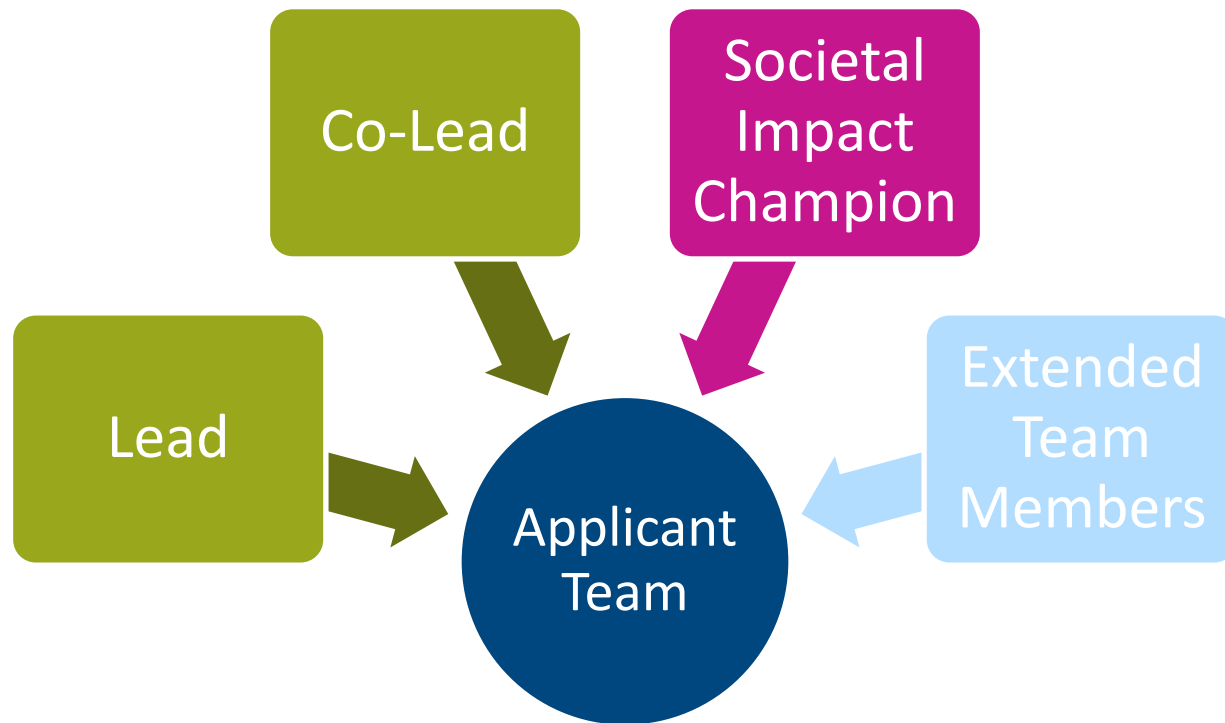 Co-Lead
Societal
Impact
Champion
Lead
Extended
Team
Members
Applicant
Team